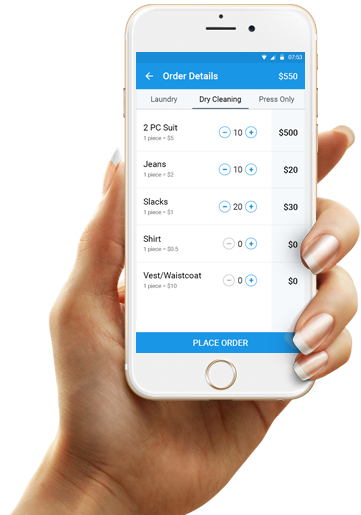 07:53
Order Details $550
Laundry Dry Cleaning Press Only
2 PC Suit
1 piece = $5
− 10 + $500
Jeans
1 piece = $2
− 10 + $20
Slacks
1 piece = $1
− 20 + $30
Shirt
1 piece = $0.5
− 0 + $0
Vest/Waistcoat
1 piece = $10
− 0 + $0
PLACE ORDER